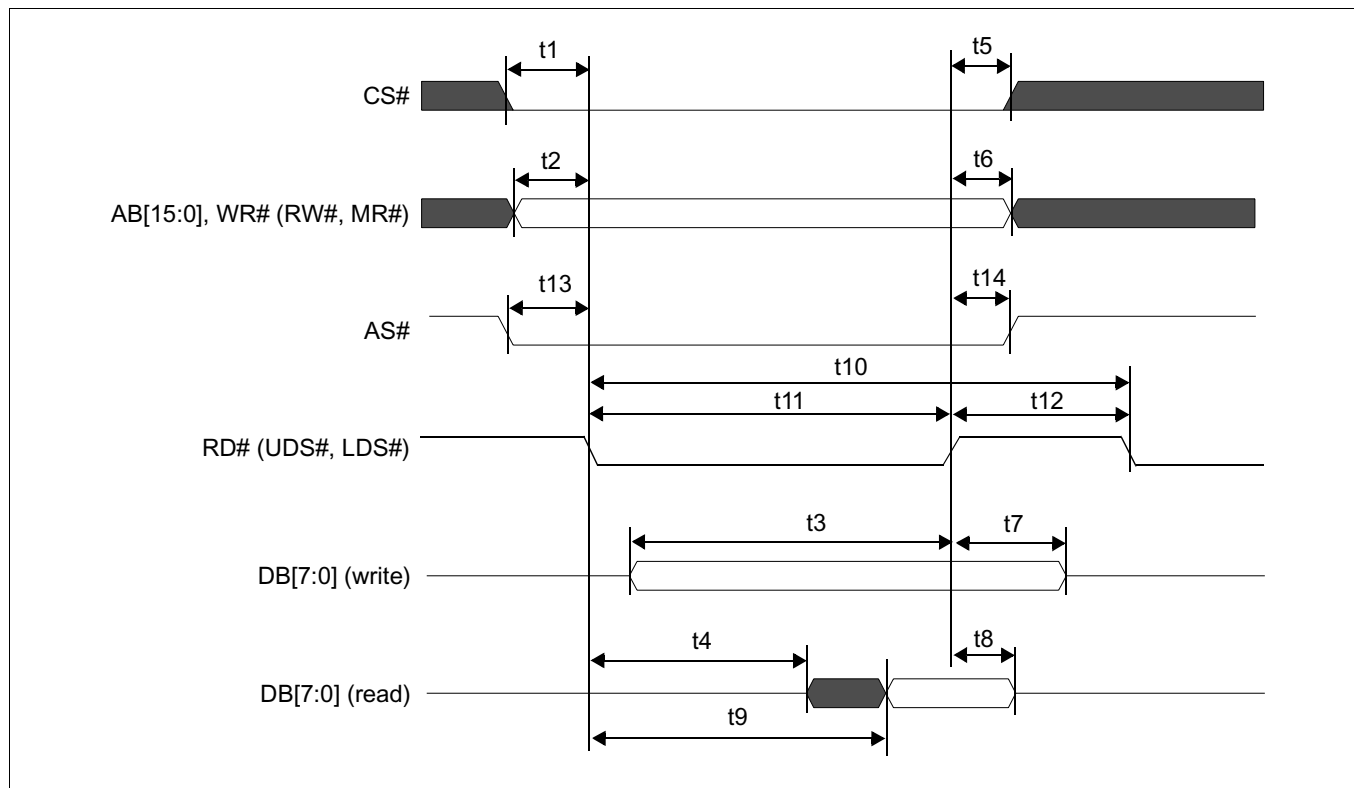 t1 t5
CS#
t2 t6
AB[15:0], WR# (RW#, MR#)
t13 t14
AS#
t10
t11 t12
RD# (UDS#, LDS#)
t3 t7
DB[7:0] (write)
t4 t8
DB[7:0] (read)
t9